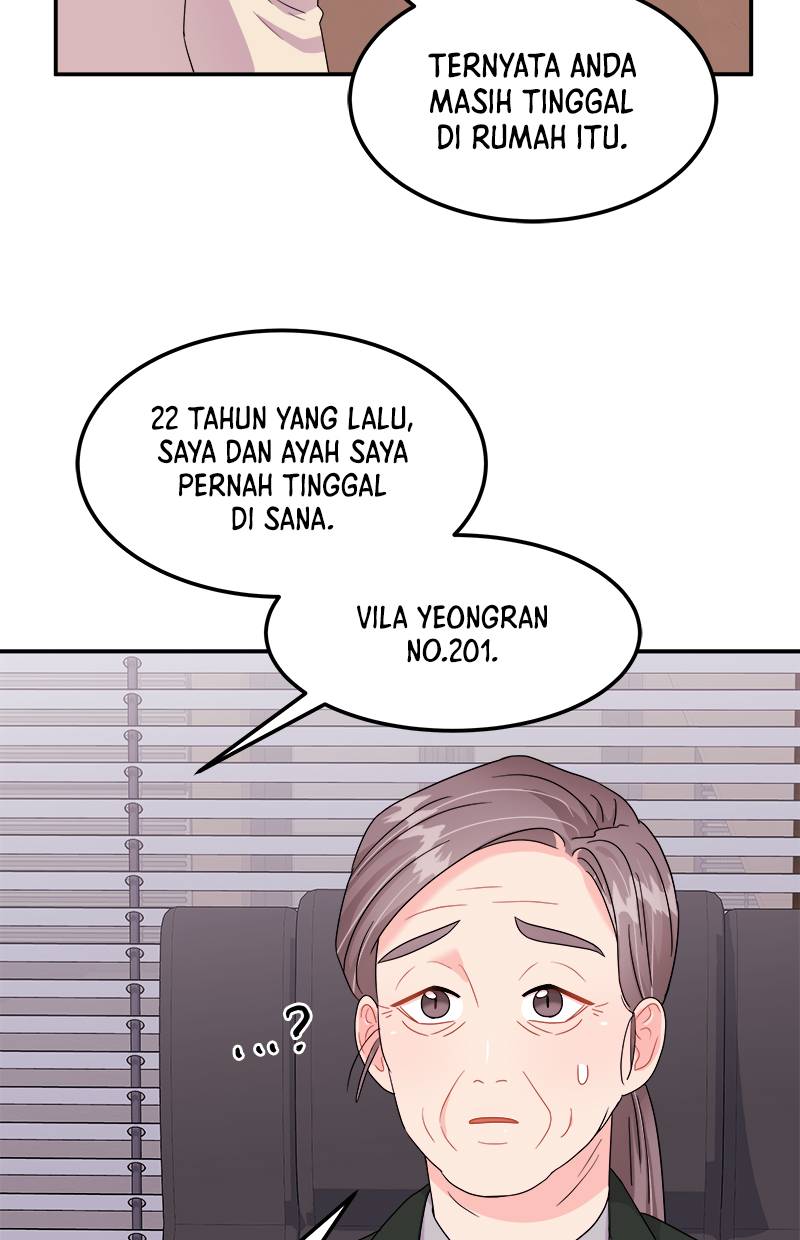 TERNYATA ANDA
MASIH TINGGAL
DI RUMAH ITU.
22 TAHUN YANG LALU,
SAYA DAN AYAH SAYA
PERNAH TINGGAL
DI SANA.
VILA YEONGRAN
NO.201.
...?